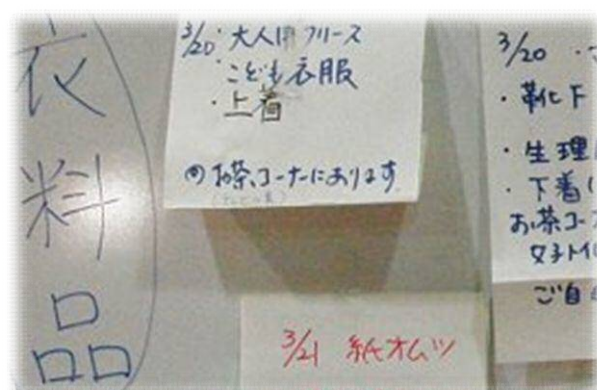 衣料品
3/20・大人用フリース
・こども衣服
・上着
お茶コーナーにあります
3/20・
・靴下
・生理
・下着
お茶コー
女子トイ
ご自
3/21 紙オムツ